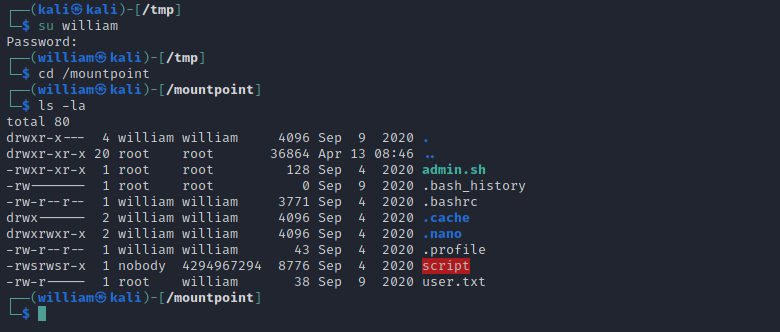 ┌──(kali㉿kali)-[/tmp]
└─$ su william
Password:
┌──(william㉿kali)-[/tmp]
└─$ cd /mountpoint
┌──(william㉿kali)-[/mountpoint]
└─$ ls -la
total 80
drwxr-x---  4 william william     4096 Sep  9  2020 .
drwxr-xr-x 20 root    root       36864 Apr 13 08:46 ..
-rwxr-xr-x  1 root    root         128 Sep  4  2020 admin.sh
-rw-------  1 root    root           0 Sep  9  2020 .bash_history
-rw-r--r--  1 william william     3771 Sep  4  2020 .bashrc
drwx------  2 william william     4096 Sep  4  2020 .cache
drwxrwxr-x  2 william william     4096 Sep  4  2020 .nano
-rw-r--r--  1 william william       43 Sep  4  2020 .profile
-rwsrwsr-x  1 nobody  4294967294  8776 Sep  4  2020 script
-rw-r-----  1 root    william       38 Sep  9  2020 user.txt
┌──(william㉿kali)-[/mountpoint]
└─$